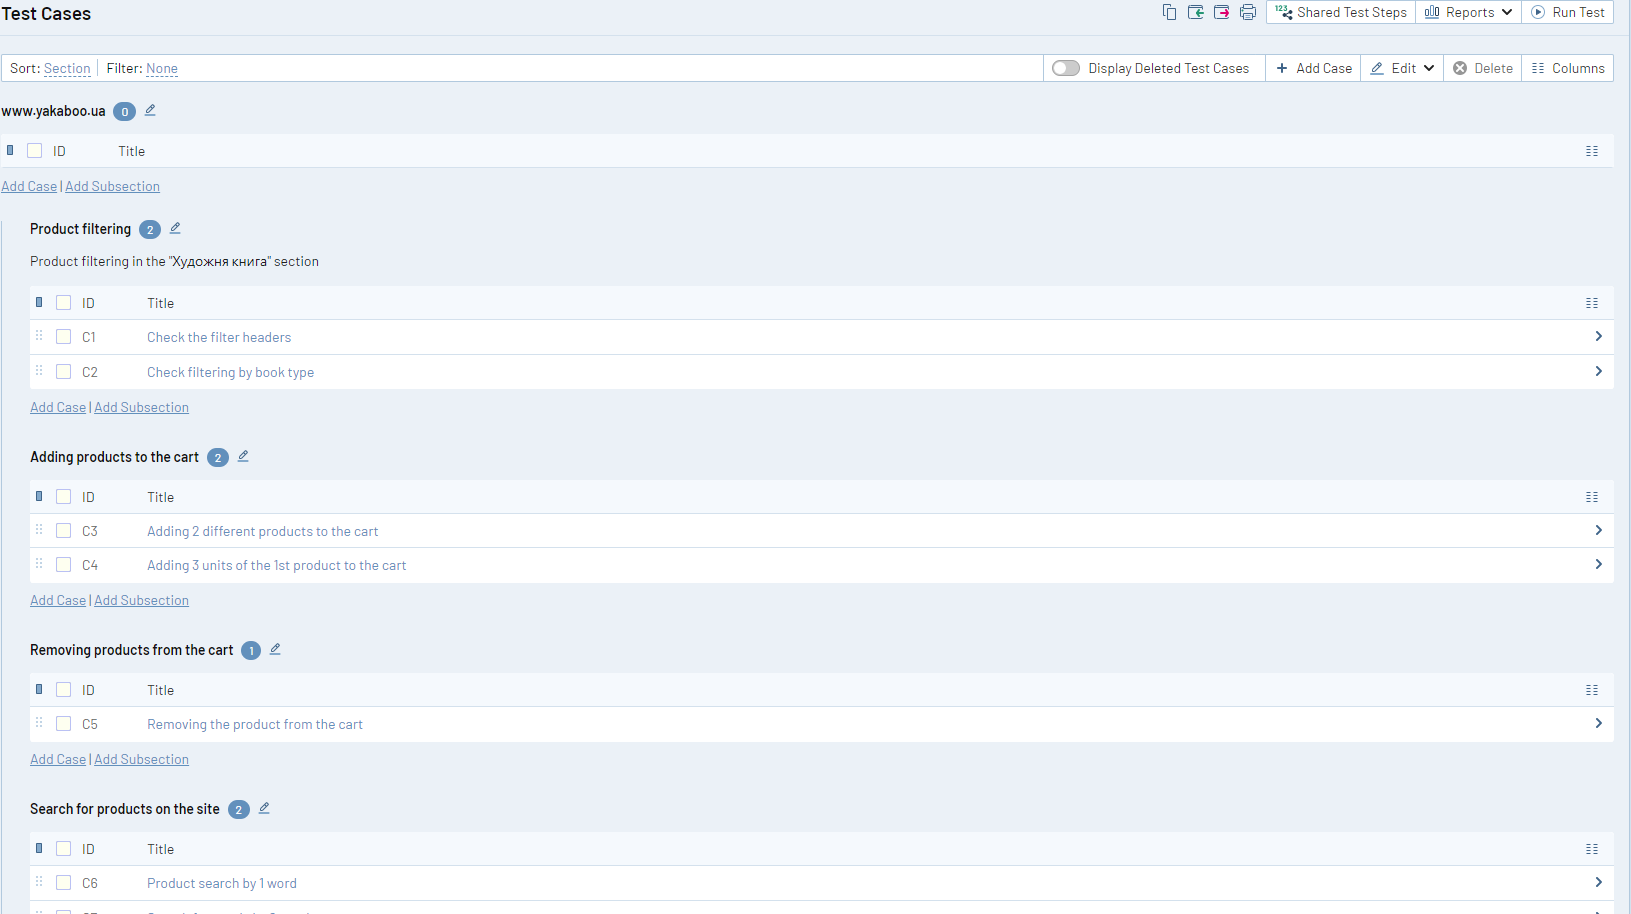 Test Cases
123 Shared Test Steps Reports Run Test
Sort: Section Filter: None Display Deleted Test Cases + Add Case Edit Delete Columns
www.yakaboo.ua 0
ID Title
Add Case | Add Subsection
Product filtering 2
Product filtering in the "Художня книга" section
ID Title
C1 Check the filter headers
C2 Check filtering by book type
Add Case | Add Subsection
Adding products to the cart 2
ID Title
C3 Adding 2 different products to the cart
C4 Adding 3 units of the 1st product to the cart
Add Case | Add Subsection
Removing products from the cart 1
ID Title
C5 Removing the product from the cart
Add Case | Add Subsection
Search for products on the site 2
ID Title
C6 Product search by 1 word